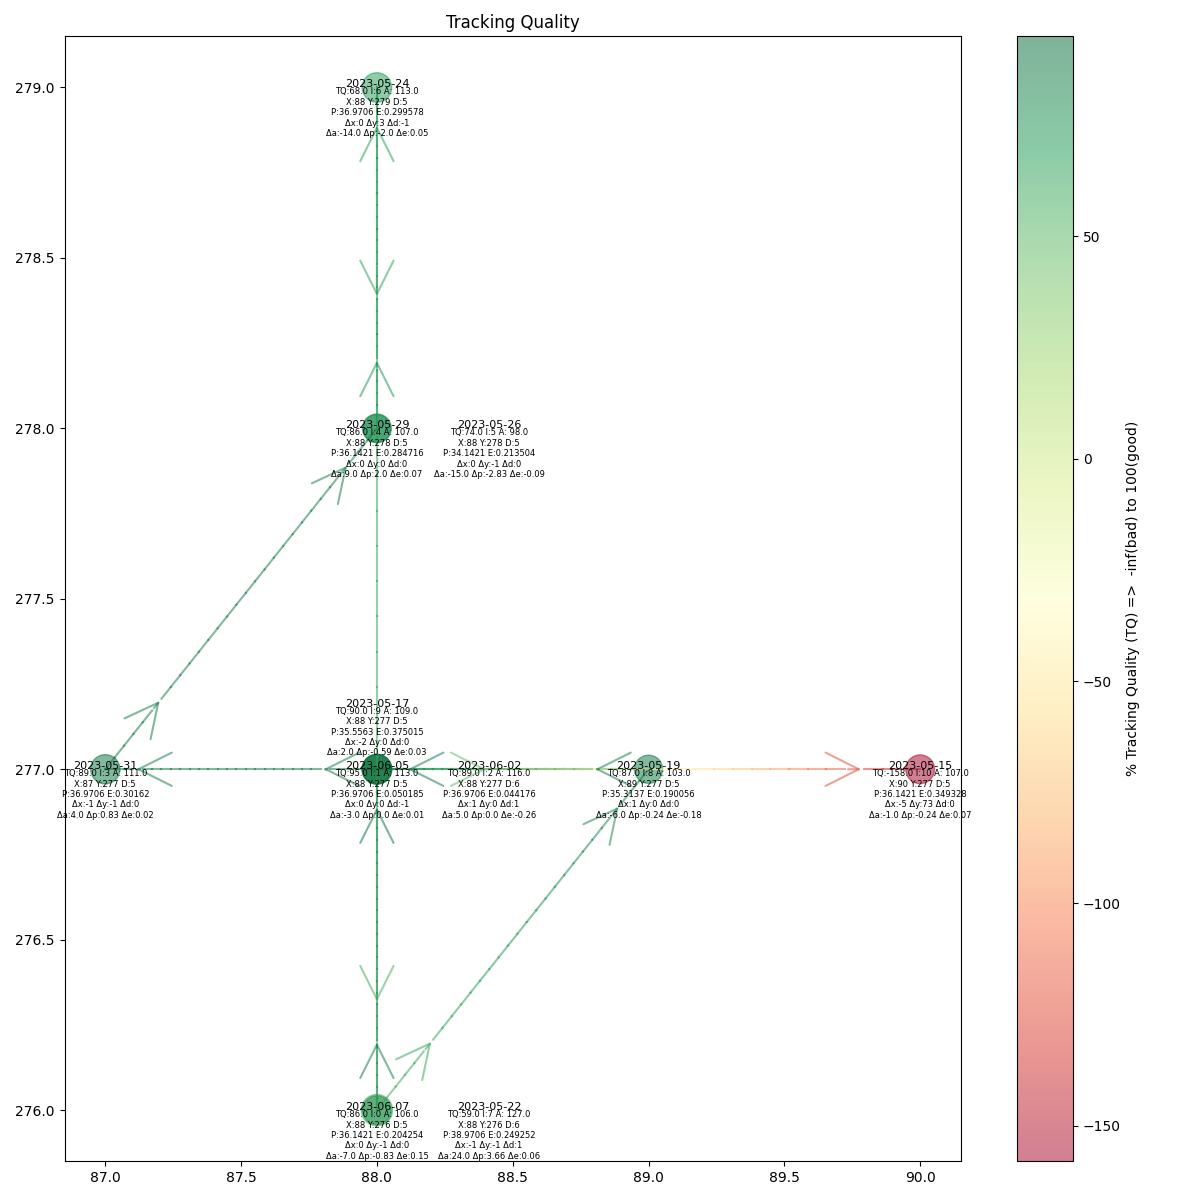 Tracking Quality
279.0
278.5
278.0
277.5
277.0
276.5
276.0
87.0
87.5
88.0
88.5
89.0
89.5
90.0
2023-05-24
TQ:68.0 I:6 A: 113.0
X:88 Y:279 D:5
P:36.9706 E:0.299578
Δx:0 Δy:3 Δd:-1
Δa:-14.0 Δp:-2.0 Δe:0.05
2023-05-29
TQ:86.0 I:4 A: 107.0
X:88 Y:278 D:5
P:36.1421 E:0.284716
Δx:0 Δy:0 Δd:0
Δa:9.0 Δp:2.0 Δe:0.07
2023-05-26
TQ:74.0 I:5 A: 98.0
X:88 Y:278 D:5
P:34.1421 E:0.213504
Δx:0 Δy:-1 Δd:0
Δa:-15.0 Δp:-2.83 Δe:-0.09
2023-05-17
TQ:90.0 I:9 A: 109.0
X:88 Y:277 D:5
P:35.5563 E:0.375015
Δx:-2 Δy:0 Δd:0
Δa:2.0 Δp:-0.59 Δe:0.03
2023-05-31
TQ:89.0 I:3 A: 111.0
X:87 Y:277 D:5
P:36.9706 E:0.30162
Δx:-1 Δy:-1 Δd:0
Δa:4.0 Δp:0.83 Δe:0.02
2023-06-05
TQ:95.0 I:1 A: 113.0
X:88 Y:277 D:5
P:36.9706 E:0.050185
Δx:0 Δy:0 Δd:-1
Δa:-3.0 Δp:0.0 Δe:0.01
2023-06-02
TQ:89.0 I:2 A: 116.0
X:88 Y:277 D:6
P:36.9706 E:0.044176
Δx:1 Δy:0 Δd:1
Δa:5.0 Δp:0.0 Δe:-0.26
2023-05-19
TQ:87.0 I:8 A: 103.0
X:89 Y:277 D:5
P:35.3137 E:0.190056
Δx:1 Δy:0 Δd:0
Δa:-6.0 Δp:-0.24 Δe:-0.18
2023-05-15
TQ:-158.0 I:10 A: 107.0
X:90 Y:277 D:5
P:36.1421 E:0.349328
Δx:-5 Δy:73 Δd:0
Δa:-1.0 Δp:-0.24 Δe:0.07
2023-06-07
TQ:86.0 I:0 A: 106.0
X:88 Y:276 D:5
P:36.1421 E:0.204254
Δx:0 Δy:-1 Δd:0
Δa:-7.0 Δp:-0.83 Δe:0.15
2023-05-22
TQ:59.0 I:7 A: 127.0
X:88 Y:276 D:6
P:38.9706 E:0.249252
Δx:-1 Δy:-1 Δd:1
Δa:24.0 Δp:3.66 Δe:0.06
50
0
−50
−100
−150
% Tracking Quality (TQ) => -inf(bad) to 100(good)